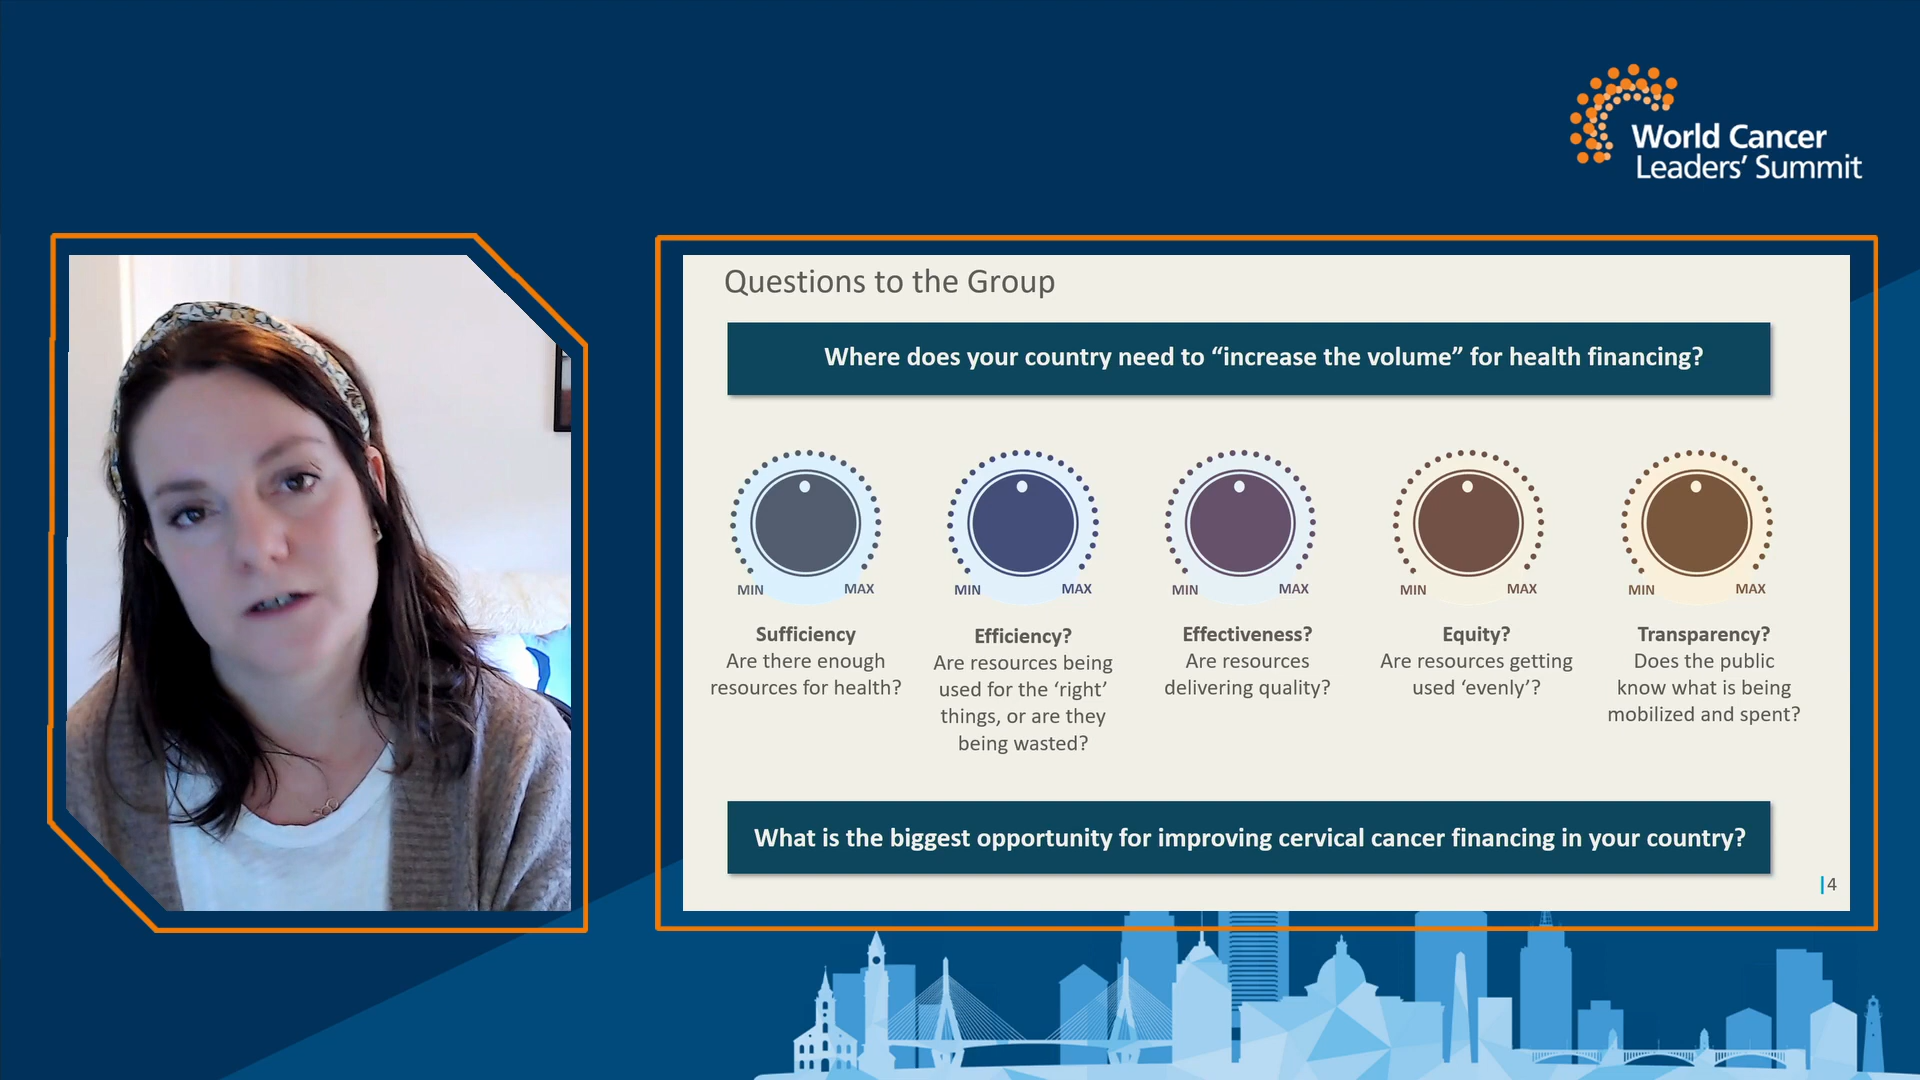 World Cancer
Leaders' Summit
Questions to the Group
Where does your country need to “increase the volume” for health financing?
MIN MAX
MIN MAX
MIN MAX
MIN MAX
MIN MAX
Sufficiency
Are there enough
resources for health?
Efficiency?
Are resources being
used for the ‘right’
things, or are they
being wasted?
Effectiveness?
Are resources
delivering quality?
Equity?
Are resources getting
used ‘evenly’?
Transparency?
Does the public
know what is being
mobilized and spent?
What is the biggest opportunity for improving cervical cancer financing in your country?
|4